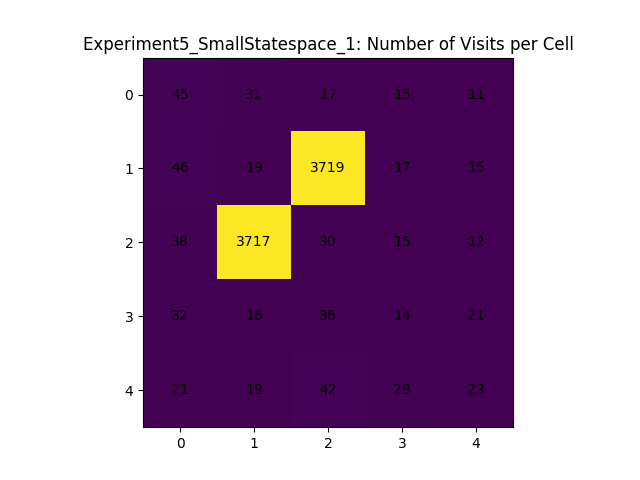 Experiment5_SmallStatespace_1: Number of Visits per Cell
0 45 31 17 15 11
1 46 19 3719 17 15
2 38 3717 30 15 12
3 32 16 36 14 21
4 21 19 42 29 23
0 1 2 3 4